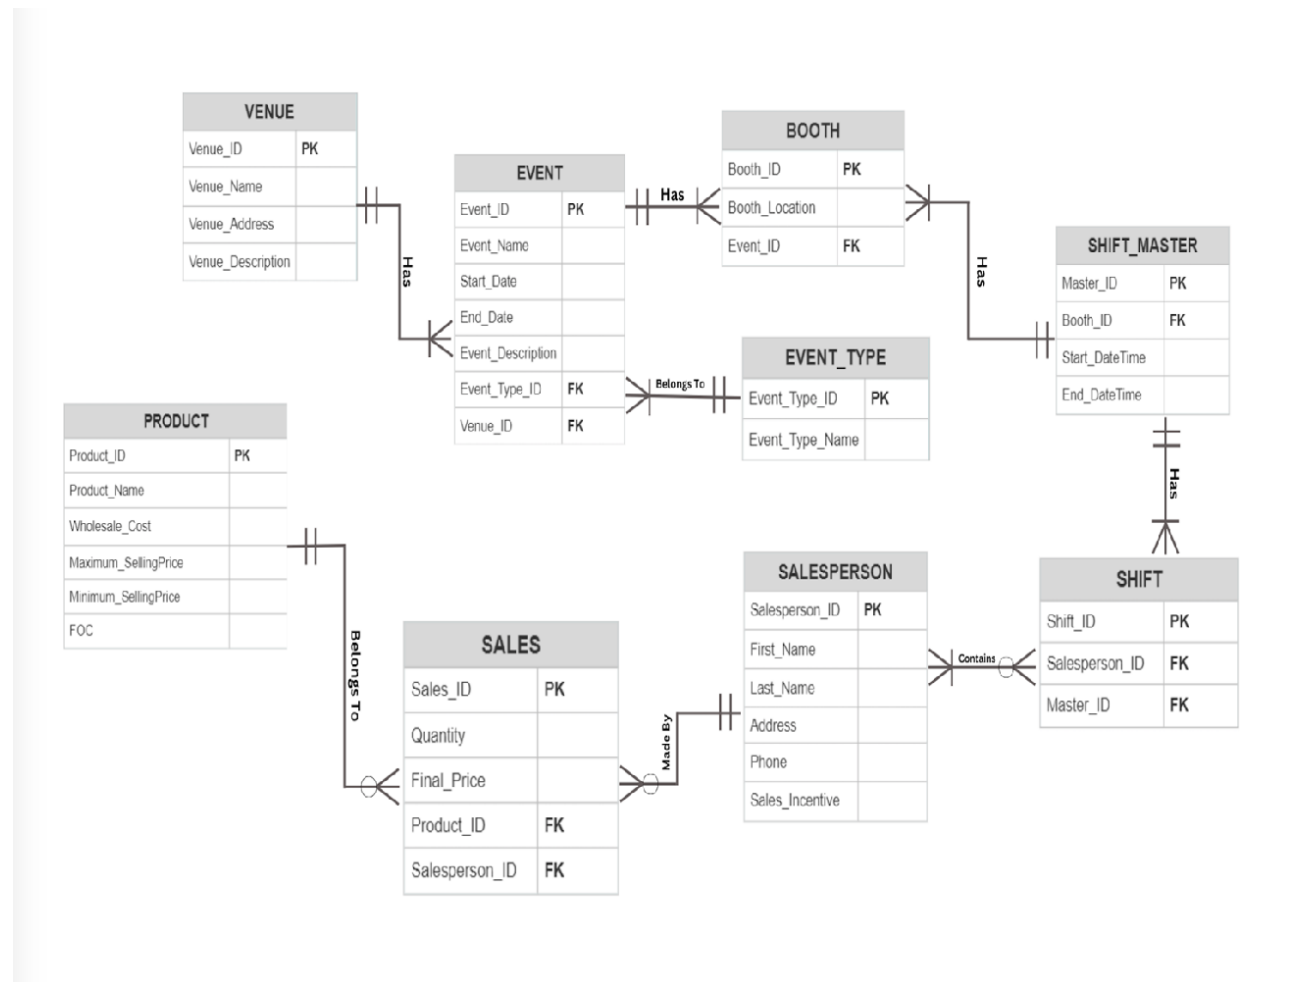 VENUE
Venue_ID PK
Venue_Name
Venue_Address
Venue_Description
Has
EVENT
Event_ID PK
Event_Name
Start_Date
End_Date
Event_Description
Event_Type_ID FK
Venue_ID FK
Has
BOOTH
Booth_ID PK
Booth_Location
Event_ID FK
Has
SHIFT_MASTER
Master_ID PK
Booth_ID FK
Start_DateTime
End_DateTime
Belongs To
EVENT_TYPE
Event_Type_ID PK
Event_Type_Name
Has
PRODUCT
Product_ID PK
Product_Name
Wholesale_Cost
Maximum_SellingPrice
Minimum_SellingPrice
FOC
Belongs To
SALES
Sales_ID PK
Quantity
Final_Price
Product_ID FK
Salesperson_ID FK
Made By
SALESPERSON
Salesperson_ID PK
First_Name
Last_Name
Address
Phone
Sales_Incentive
Contains
SHIFT
Shift_ID PK
Salesperson_ID FK
Master_ID FK